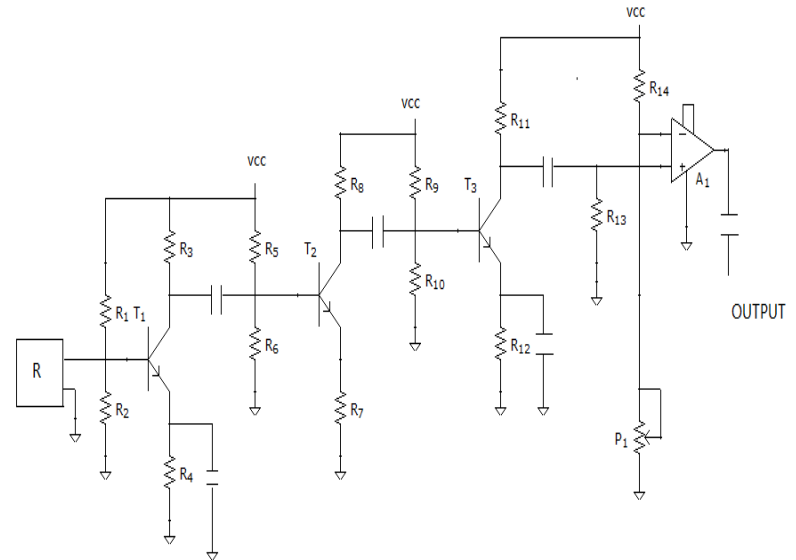 VCC
R14
R11
A1
VCC
R8
R9
T3
R13
VCC
R3
R5
T2
R10
OUTPUT
R1
T1
R6
R12
R
R2
R7
P1
R4